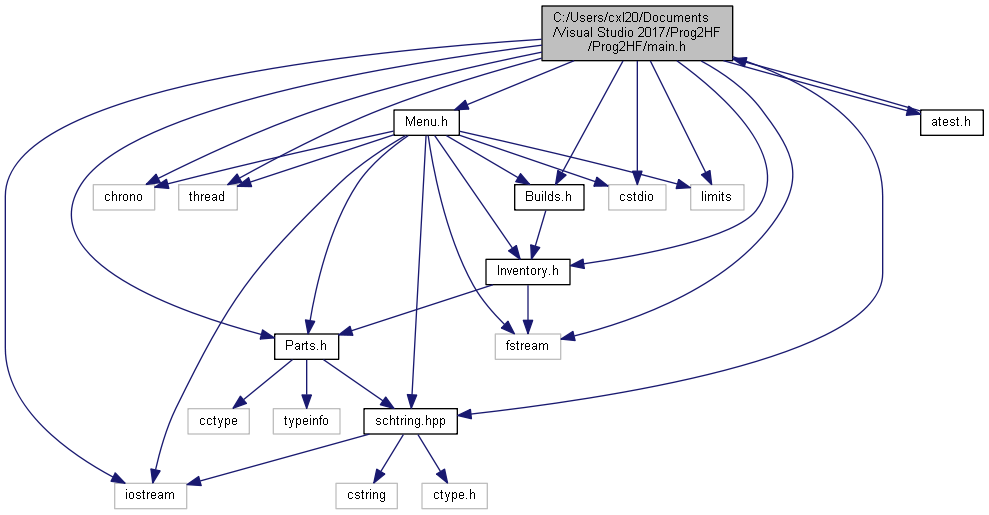 C:/Users/cxl20/Documents
/Visual Studio 2017/Prog2HF
/Prog2HF/main.h
Menu.h
atest.h
chrono
thread
Builds.h
cstdio
limits
Inventory.h
Parts.h
fstream
cctype
typeinfo
schtring.hpp
iostream
cstring
ctype.h